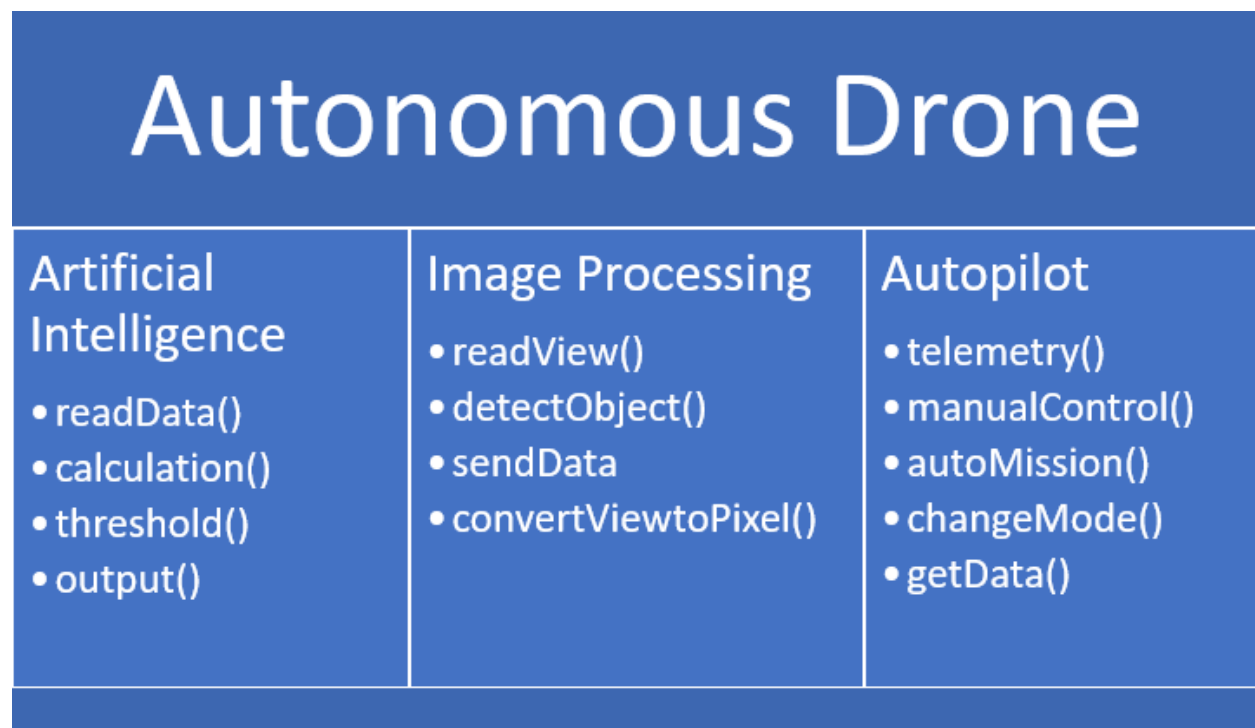 Autonomous Drone
Artificial
Intelligence
• readData()
• calculation()
• threshold()
• output()
Image Processing
• readView()
• detectObject()
• sendData
• convertViewtoPixel()
Autopilot
• telemetry()
• manualControl()
• autoMission()
• changeMode()
• getData()